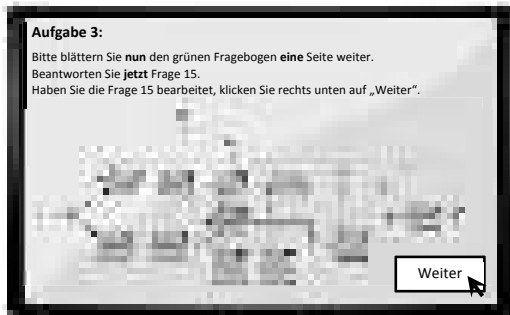 Aufgabe 3:
Bitte blättern Sie nun den grünen Fragebogen eine Seite weiter.
Beantworten Sie jetzt Frage 15.
Haben Sie die Frage 15 bearbeitet, klicken Sie rechts unten auf „Weiter“.
Weiter